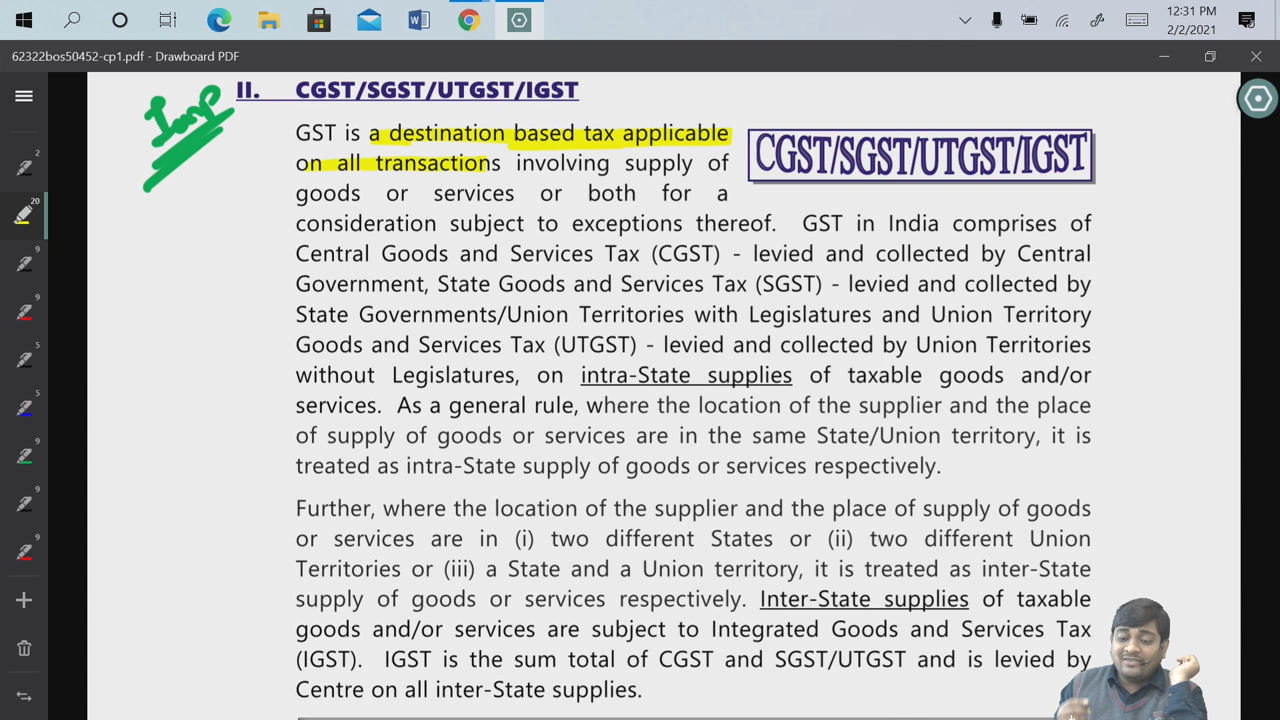 12:31 PM
2/2/2021
62322bos50452-cp1.pdf - Drawboard PDF
Imp
II. CGST/SGST/UTGST/IGST
GST is a destination based tax applicable
on all transactions involving supply of
goods or services or both for a
CGST/SGST/UTGST/IGST
consideration subject to exceptions thereof. GST in India comprises of
Central Goods and Services Tax (CGST) - levied and collected by Central
Government, State Goods and Services Tax (SGST) - levied and collected by
State Governments/Union Territories with Legislatures and Union Territory
Goods and Services Tax (UTGST) - levied and collected by Union Territories
without Legislatures, on intra-State supplies of taxable goods and/or
services. As a general rule, where the location of the supplier and the place
of supply of goods or services are in the same State/Union territory, it is
treated as intra-State supply of goods or services respectively.
Further, where the location of the supplier and the place of supply of goods
or services are in (i) two different States or (ii) two different Union
Territories or (iii) a State and a Union territory, it is treated as inter-State
supply of goods or services respectively. Inter-State supplies of taxable
goods and/or services are subject to Integrated Goods and Services Tax
(IGST). IGST is the sum total of CGST and SGST/UTGST and is levied by
Centre on all inter-State supplies.
2
20
9
9
5
5
9
9
9